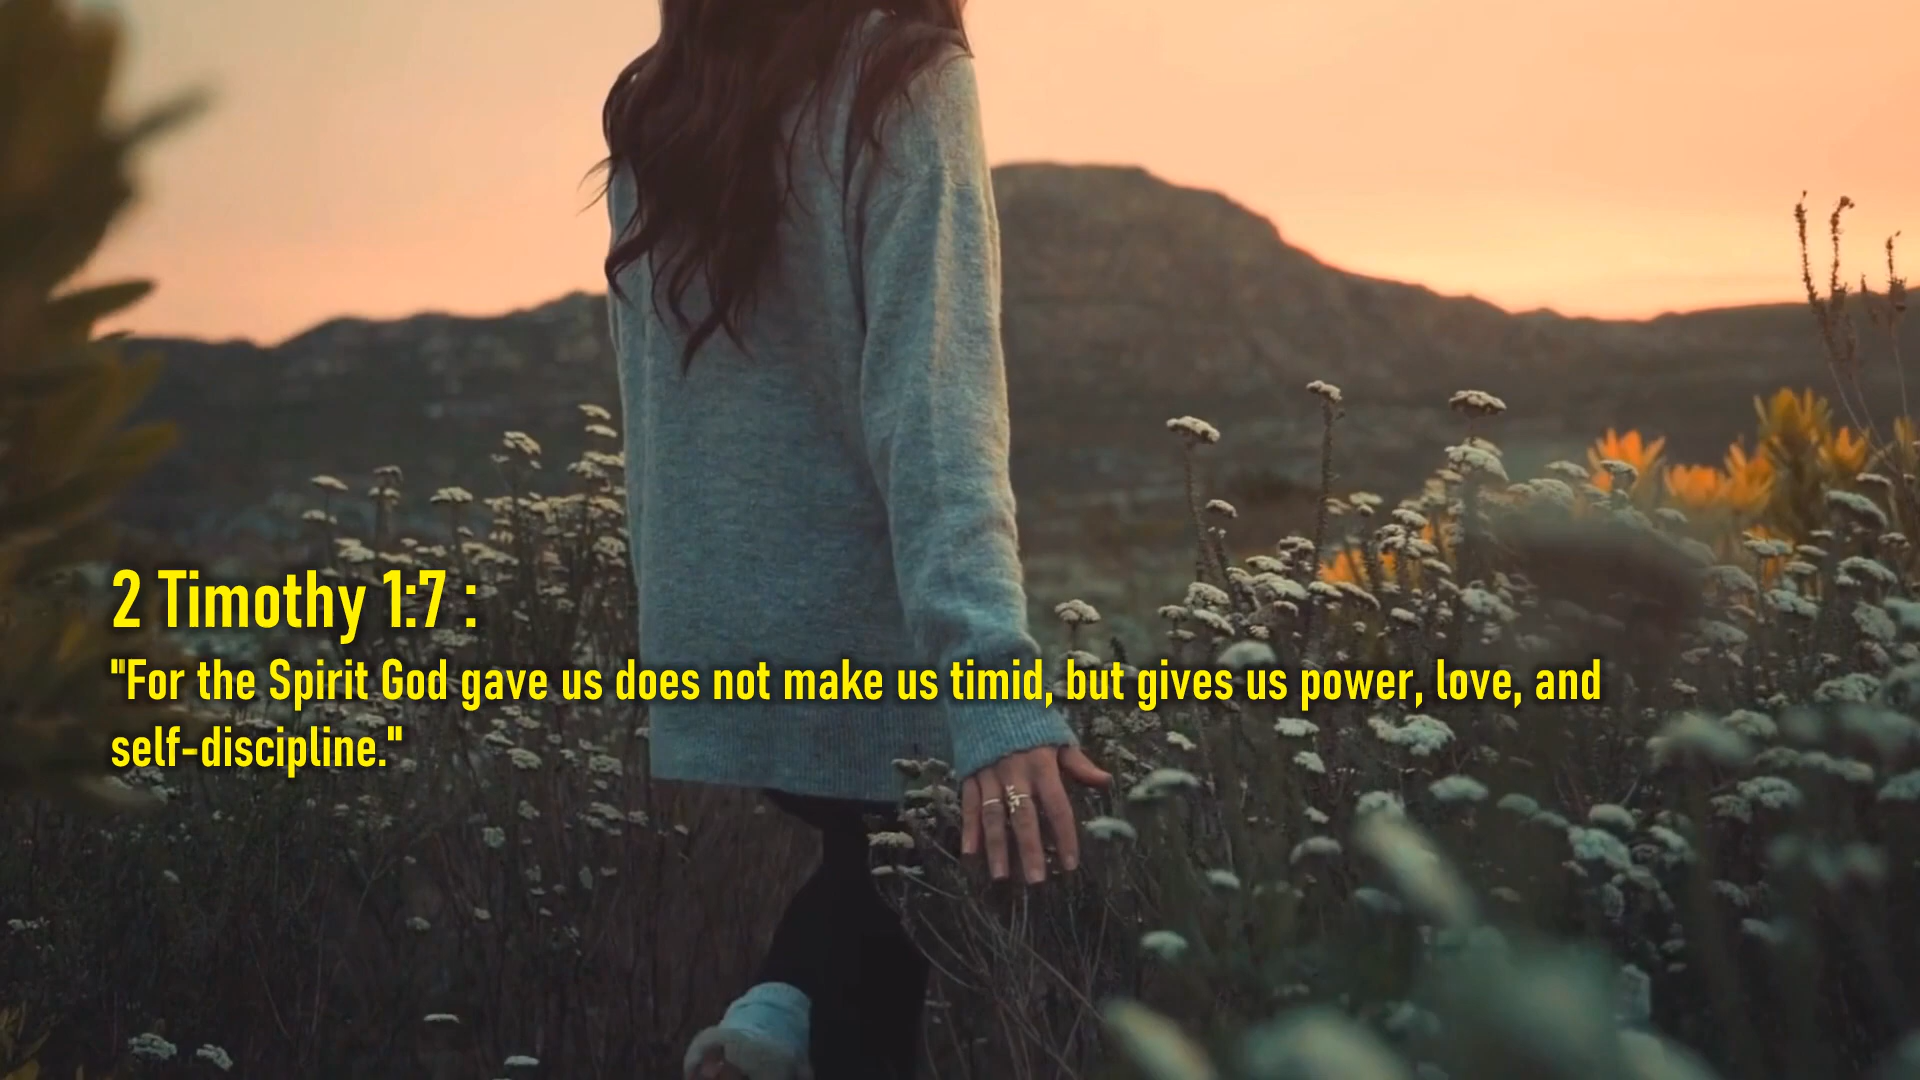 2 Timothy 1:7 :
"For the Spirit God gave us does not make us timid, but gives us power, love, and
self-discipline."